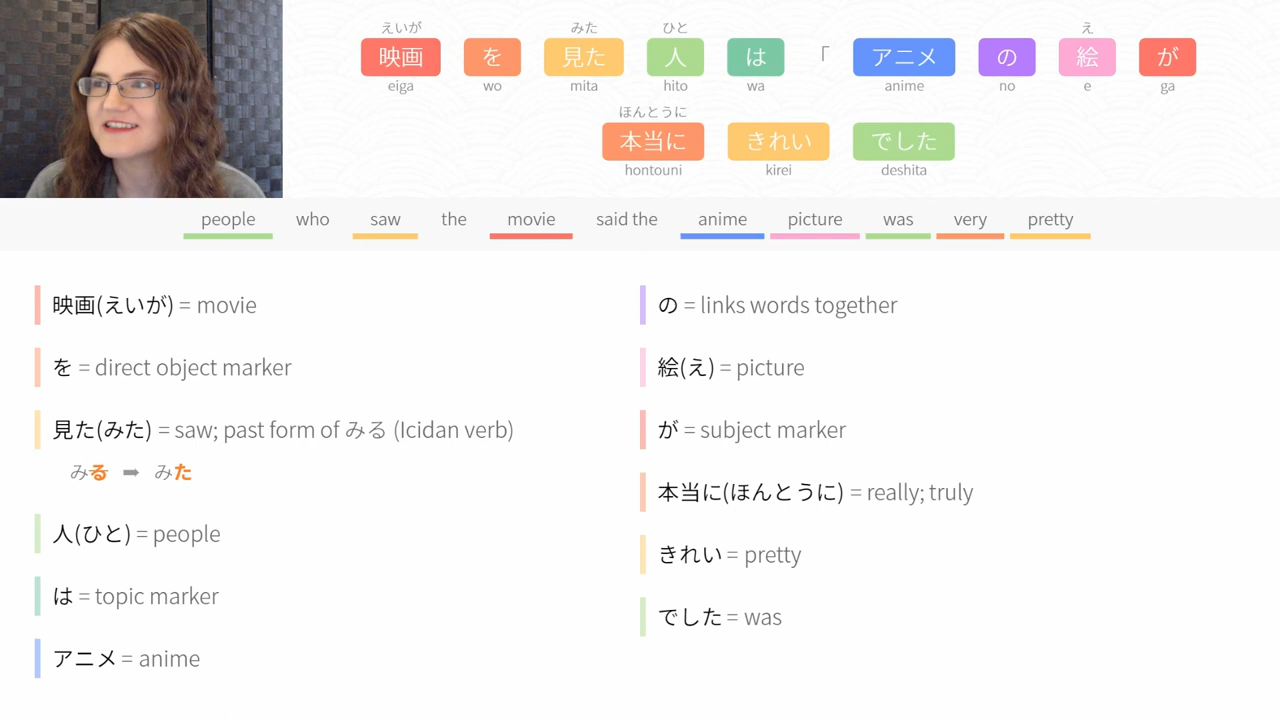 えいが みた ひと え
映画 を 見た 人 は 「 アニメ の 絵 が
eiga wo mita hito wa anime no e ga
ほんとうに
本当に きれい でした
hontouni kirei deshita
people who saw the movie said the anime picture was very pretty
映画(えいが) = movie
を = direct object marker
見た(みた) = saw; past form of みる (Icidan verb)
みる ➡ みた
人(ひと) = people
は = topic marker
アニメ = anime
の = links words together
絵(え) = picture
が = subject marker
本当に(ほんとうに) = really; truly
きれい = pretty
でした = was